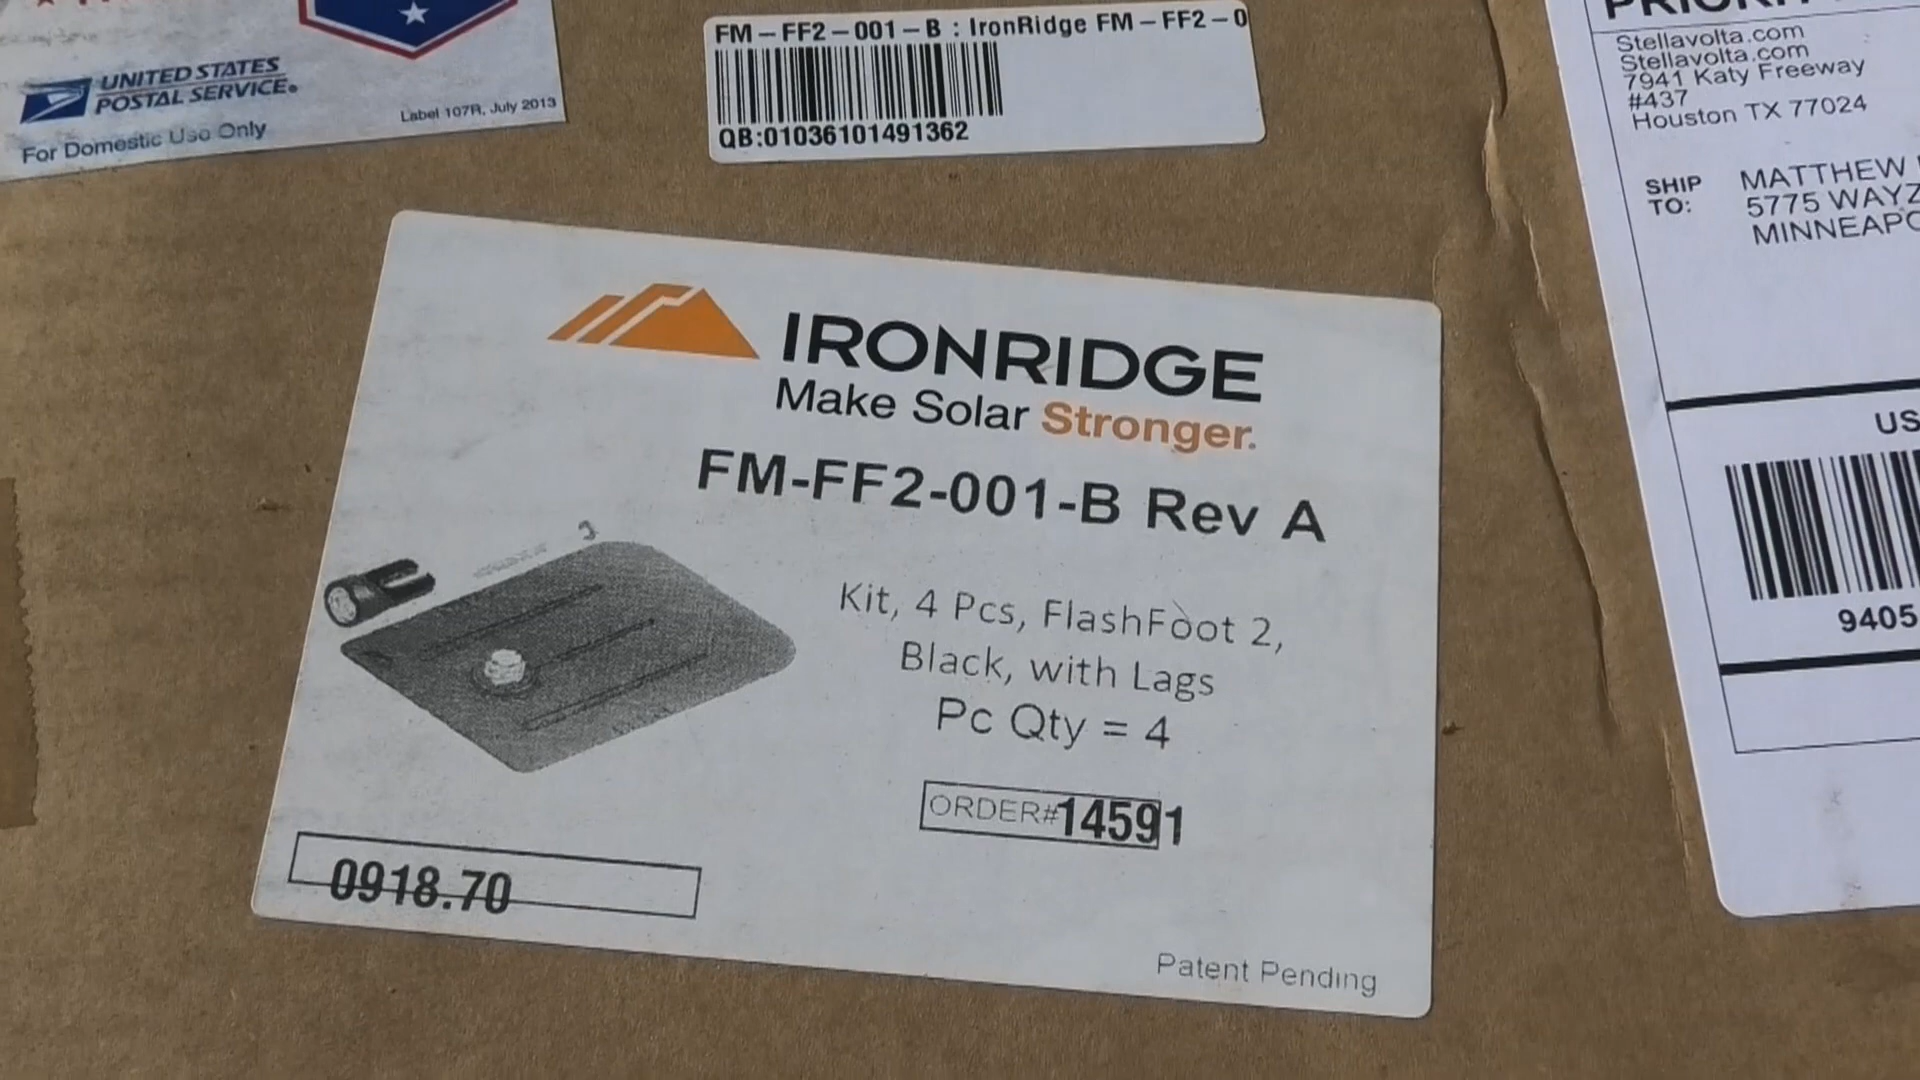 UNITED STATES
POSTAL SERVICE®
Label 107R, July 2013
For Domestic Use Only
FM-FF2-001-B : IronRidge FM-FF2-0
QB:01036101491362
Stellavolta.com
Stellavolta.com
7941 Katy Freeway
#437
Houston TX 77024
SHIP TO:
MATTHEW
5775 WAYZ
MINNEAPO
US
9405
IRONRIDGE
Make Solar Stronger.
FM-FF2-001-B Rev A
Kit, 4 Pcs, FlashFoot 2,
Black, with Lags
Pc Qty = 4
ORDER#14591
0918.70
Patent Pending